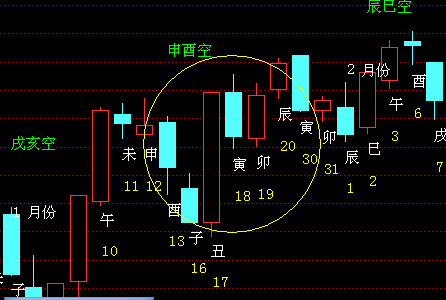 辰巳空
申酉空
戌亥空
1 月份
2 月份
子
午
10
未
11
申
12
酉
13
子
16
丑
17
寅
18
卯
19
辰
20
寅
30
卯
31
辰
1
巳
2
午
3
酉
6
戌
7